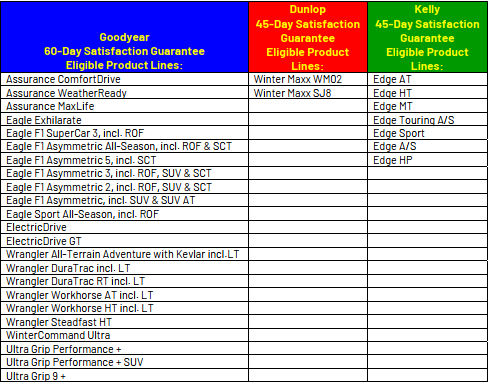 Goodyear
60-Day Satisfaction Guarantee
Eligible Product Lines:
Dunlop
45-Day Satisfaction
Guarantee
Eligible Product
Lines:
Kelly
45-Day Satisfaction
Guarantee
Eligible Product
Lines:
Assurance ComfortDrive Winter Maxx WM02 Edge AT
Assurance WeatherReady Winter Maxx SJ8 Edge HT
Assurance MaxLife Edge MT
Eagle Exhilarate Edge Touring A/S
Eagle F1 SuperCar 3, incl. ROF Edge Sport
Eagle F1 Asymmetric All-Season, incl. ROF & SCT Edge A/S
Eagle F1 Asymmetric 5, incl. SCT Edge HP
Eagle F1 Asymmetric 3, incl. ROF, SUV & SCT
Eagle F1 Asymmetric 2, incl. ROF, SUV & SCT
Eagle F1 Asymmetric, incl. SUV & SUV AT
Eagle Sport All-Season, incl. ROF
ElectricDrive
ElectricDrive GT
Wrangler All-Terrain Adventure with Kevlar incl.LT
Wrangler DuraTrac incl. LT
Wrangler DuraTrac RT incl. LT
Wrangler Workhorse AT incl. LT
Wrangler Workhorse HT incl. LT
Wrangler Steadfast HT
WinterCommand Ultra
Ultra Grip Performance +
Ultra Grip Performance + SUV
Ultra Grip 9 +